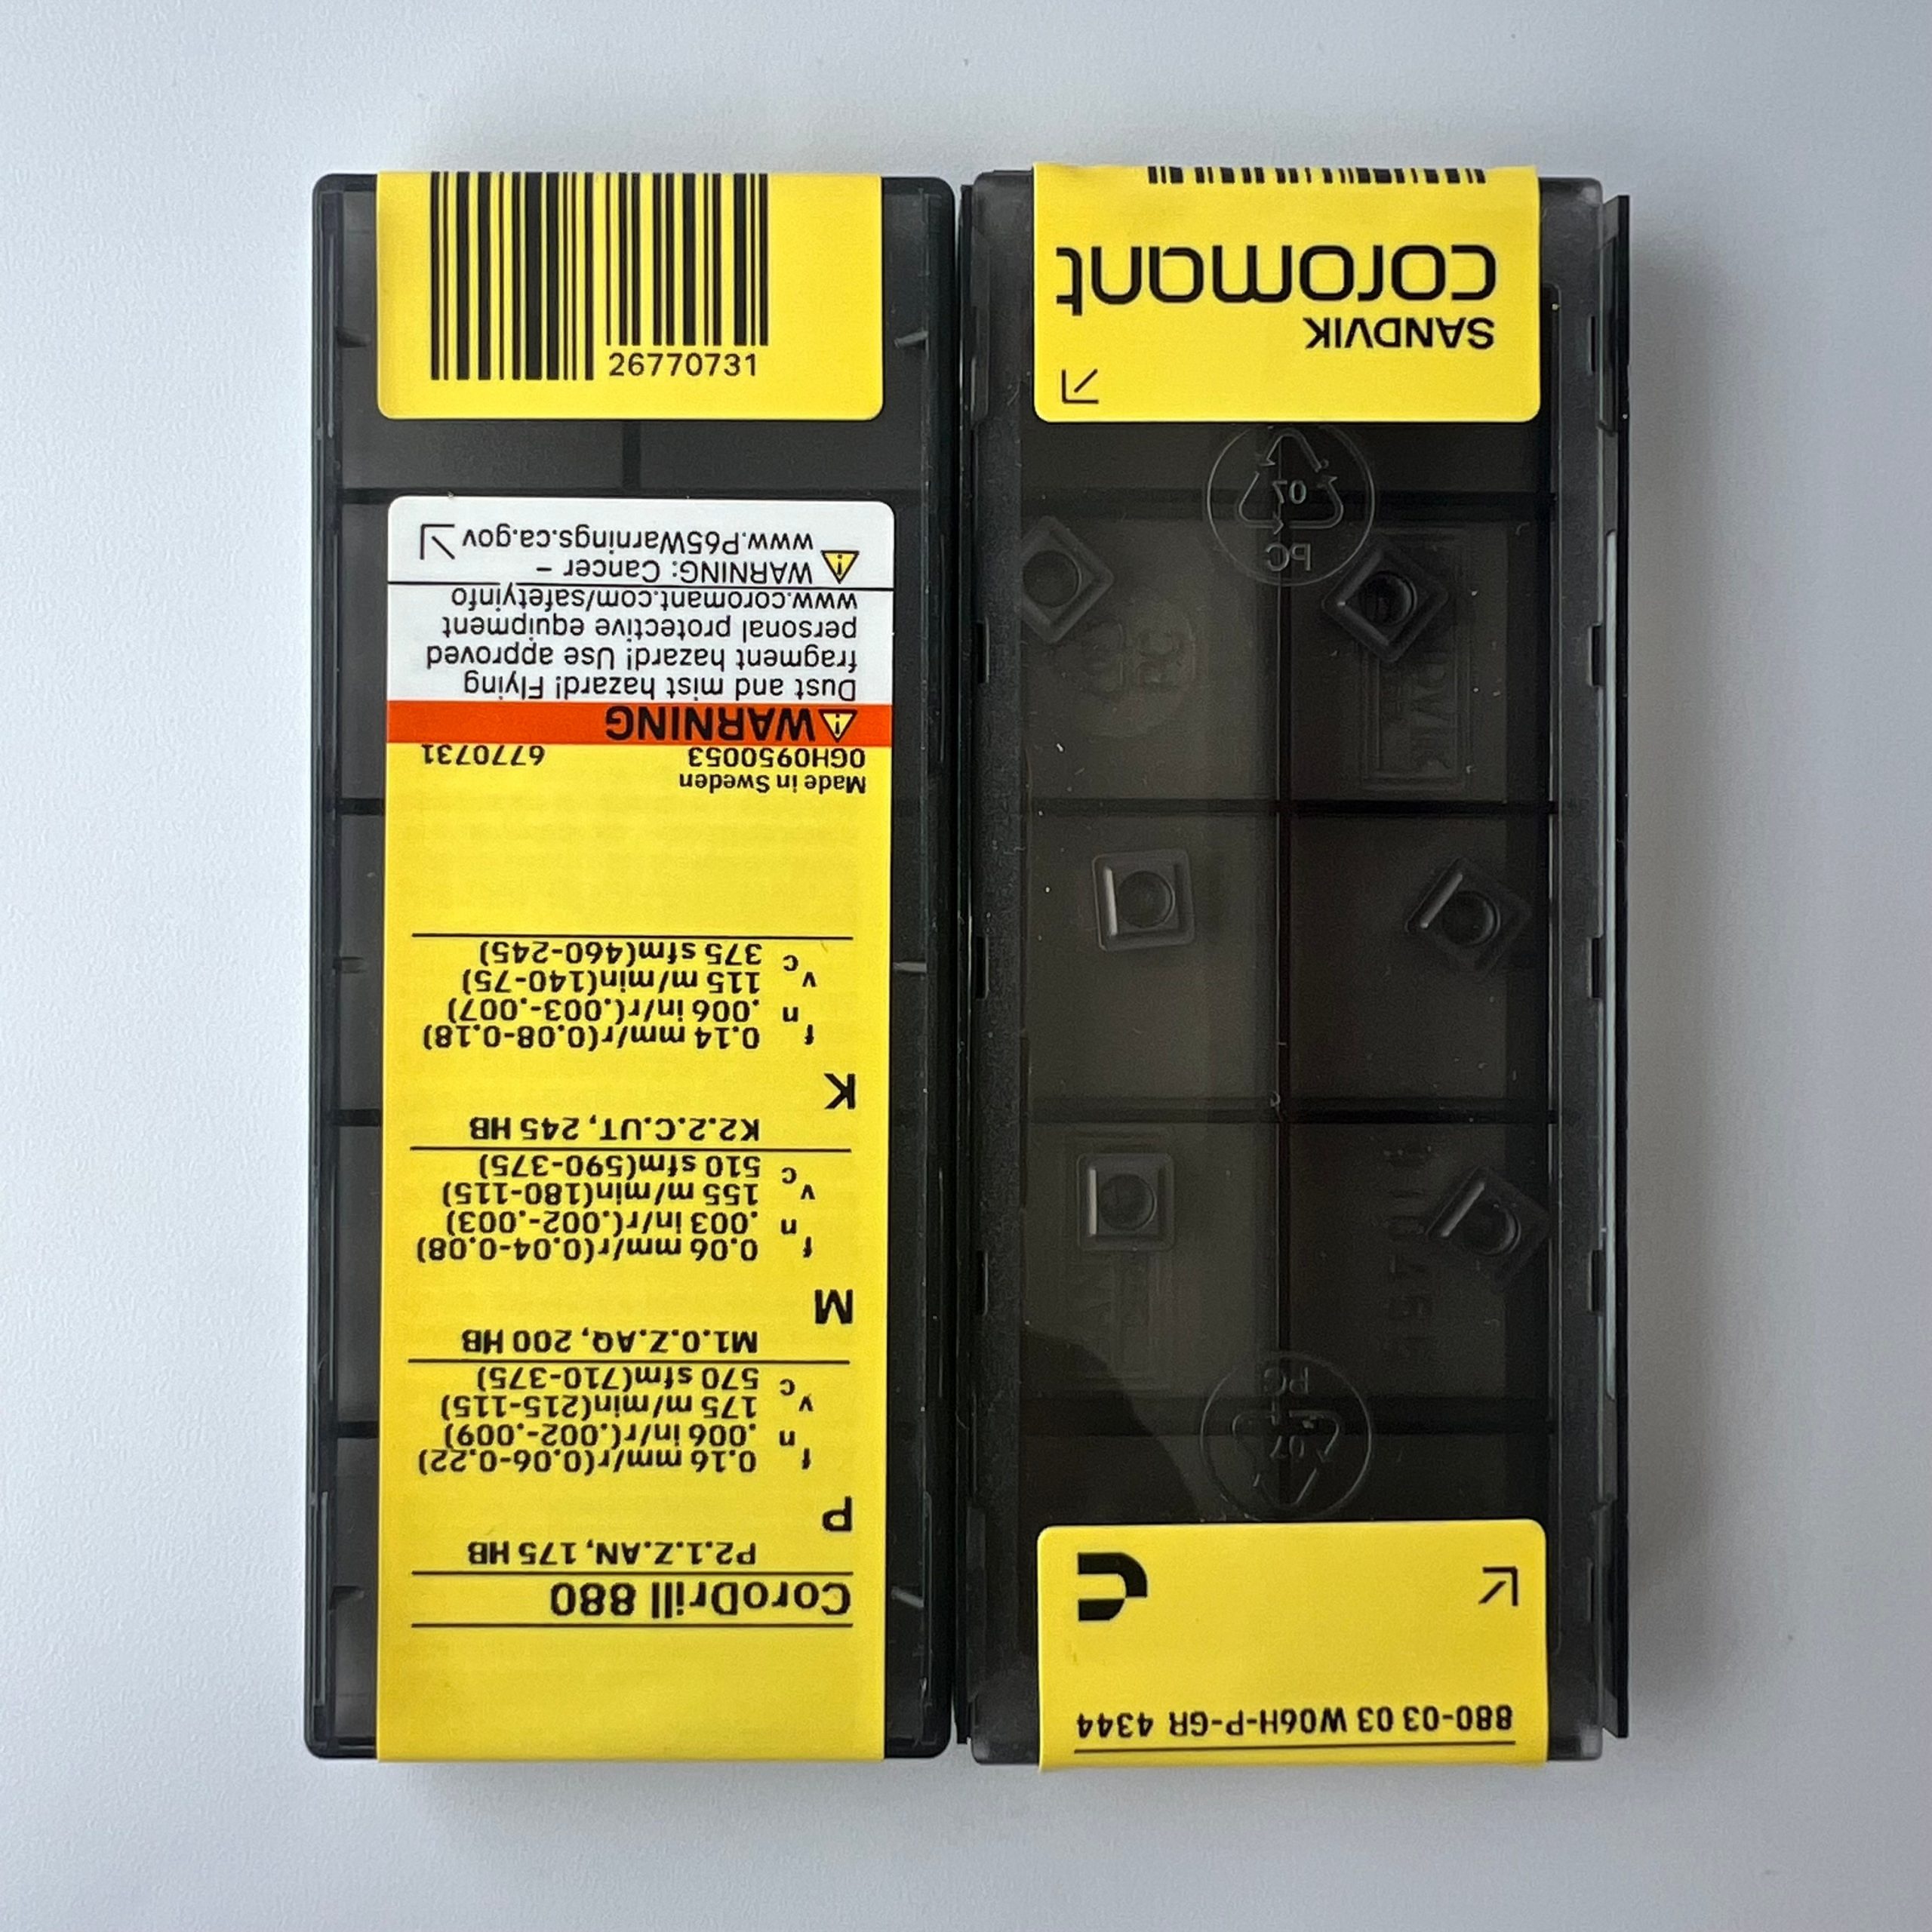 880-03 03 W06H-P-GR 4344
PC
07
07
PC
SANDVIK
coromant
CoroDrill 880
P2.1.Z.AN, 175 HB
P
f 0.16 mm/r(0.06-0.22)
n .006 in/r(.002-.009)
v 175 m/min(215-115)
c 570 sfm(710-375)
M1.0.Z.AQ, 200 HB
M
f 0.06 mm/r(0.04-0.08)
n .003 in/r(.002-.003)
v 155 m/min(180-115)
c 510 sfm(590-375)
K2.2.C.UT, 245 HB
K
f 0.14 mm/r(0.08-0.18)
n .006 in/r(.003-.007)
v 115 m/min(140-75)
c 375 sfm(460-245)
Made in Sweden
0GH0950053 6770731
WARNING
Dust and mist hazard! Flying
fragment hazard! Use approved
personal protective equipment
www.coromant.com/safetyinfo
WARNING: Cancer –
www.P65Warnings.ca.gov
26770731